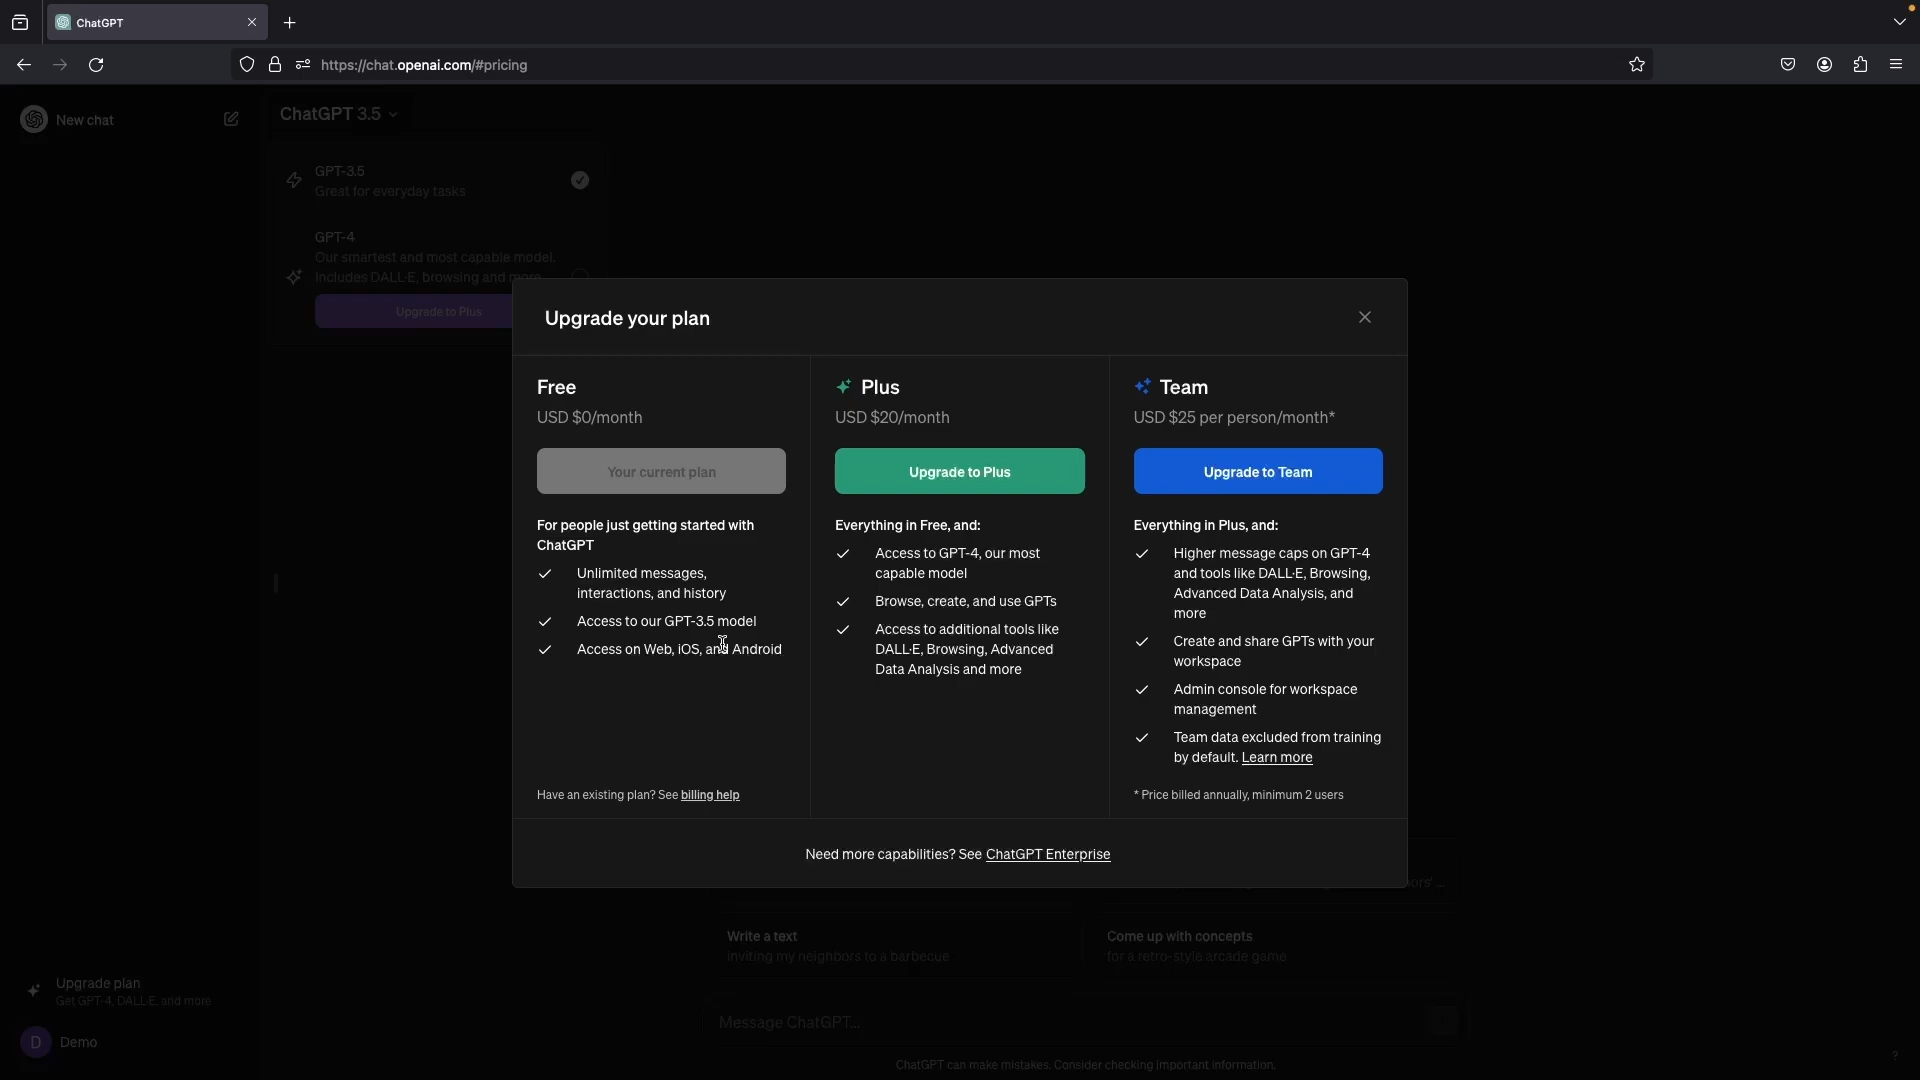 ChatGPT
https://chat.openai.com/#pricing
New chat
ChatGPT 3.5
GPT-3.5
Great for everyday tasks
GPT-4
Our smartest and most capable model.
Includes DALL·E, browsing and more.
Upgrade to Plus
Upgrade your plan
Free
USD $0/month
Your current plan
For people just getting started with
ChatGPT
Unlimited messages,
interactions, and history
Access to our GPT-3.5 model
Access on Web, iOS, and Android
Have an existing plan? See billing help
Plus
USD $20/month
Upgrade to Plus
Everything in Free, and:
Access to GPT-4, our most
capable model
Browse, create, and use GPTs
Access to additional tools like
DALL·E, Browsing, Advanced
Data Analysis and more
Team
USD $25 per person/month*
Upgrade to Team
Everything in Plus, and:
Higher message caps on GPT-4
and tools like DALL·E, Browsing,
Advanced Data Analysis, and
more
Create and share GPTs with your
workspace
Admin console for workspace
management
Team data excluded from training
by default. Learn more
* Price billed annually, minimum 2 users
Need more capabilities? See ChatGPT Enterprise
Write a text
inviting my neighbors to a barbecue
Come up with concepts
for a retro-style arcade game
Upgrade plan
Get GPT-4, DALL·E, and more
D
Demo
Message ChatGPT...
ChatGPT can make mistakes. Consider checking important information.
?